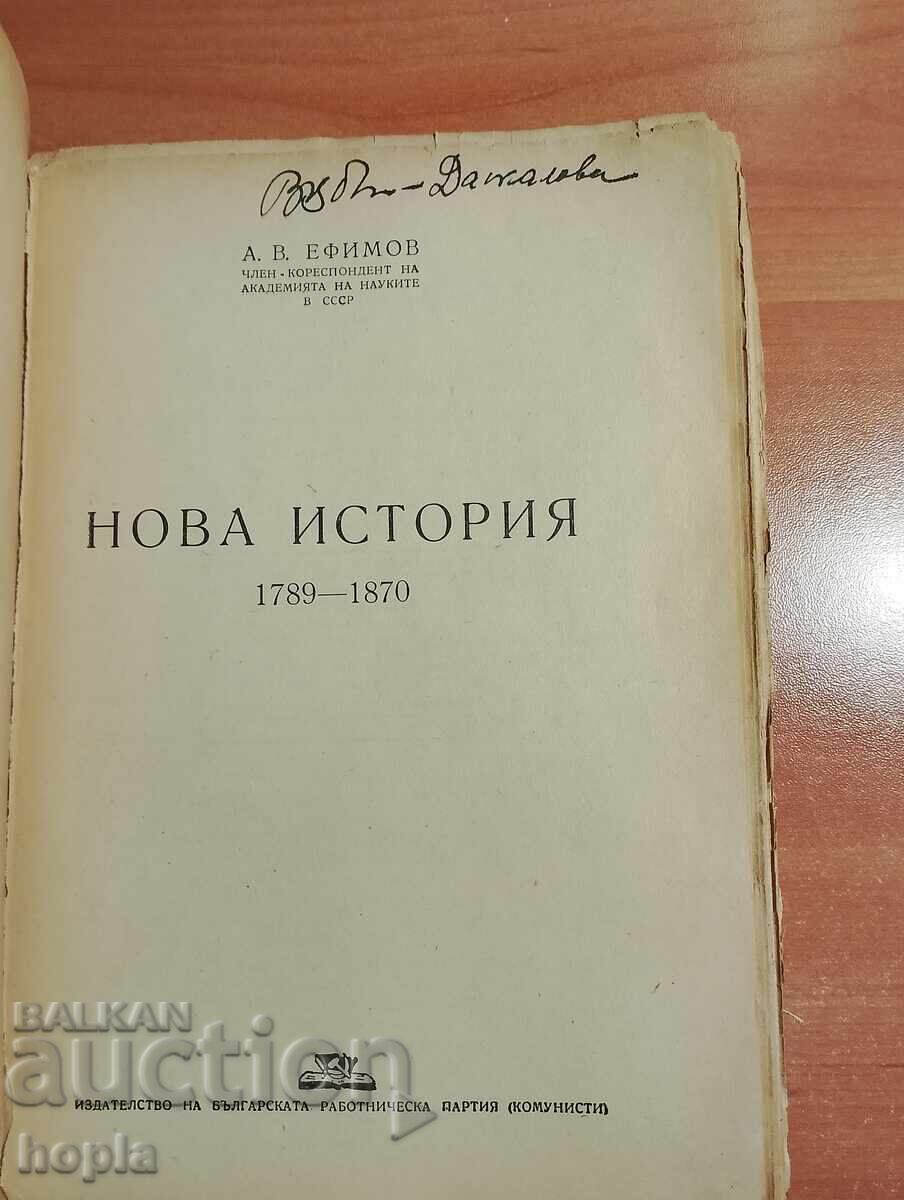 Даскалова
А. В. ЕФИМОВ
ЧЛЕН - КОРЕСПОНДЕНТ НА
АКАДЕМИЯТА НА НАУКИТЕ
В СССР
НОВА ИСТОРИЯ
1789—1870
BALKAN
auction
ИЗДАТЕЛСТВО НА БЪЛГАРСКАТА РАБОТНИЧЕСКА ПАРТИЯ (КОМУНИСТИ)
hopla